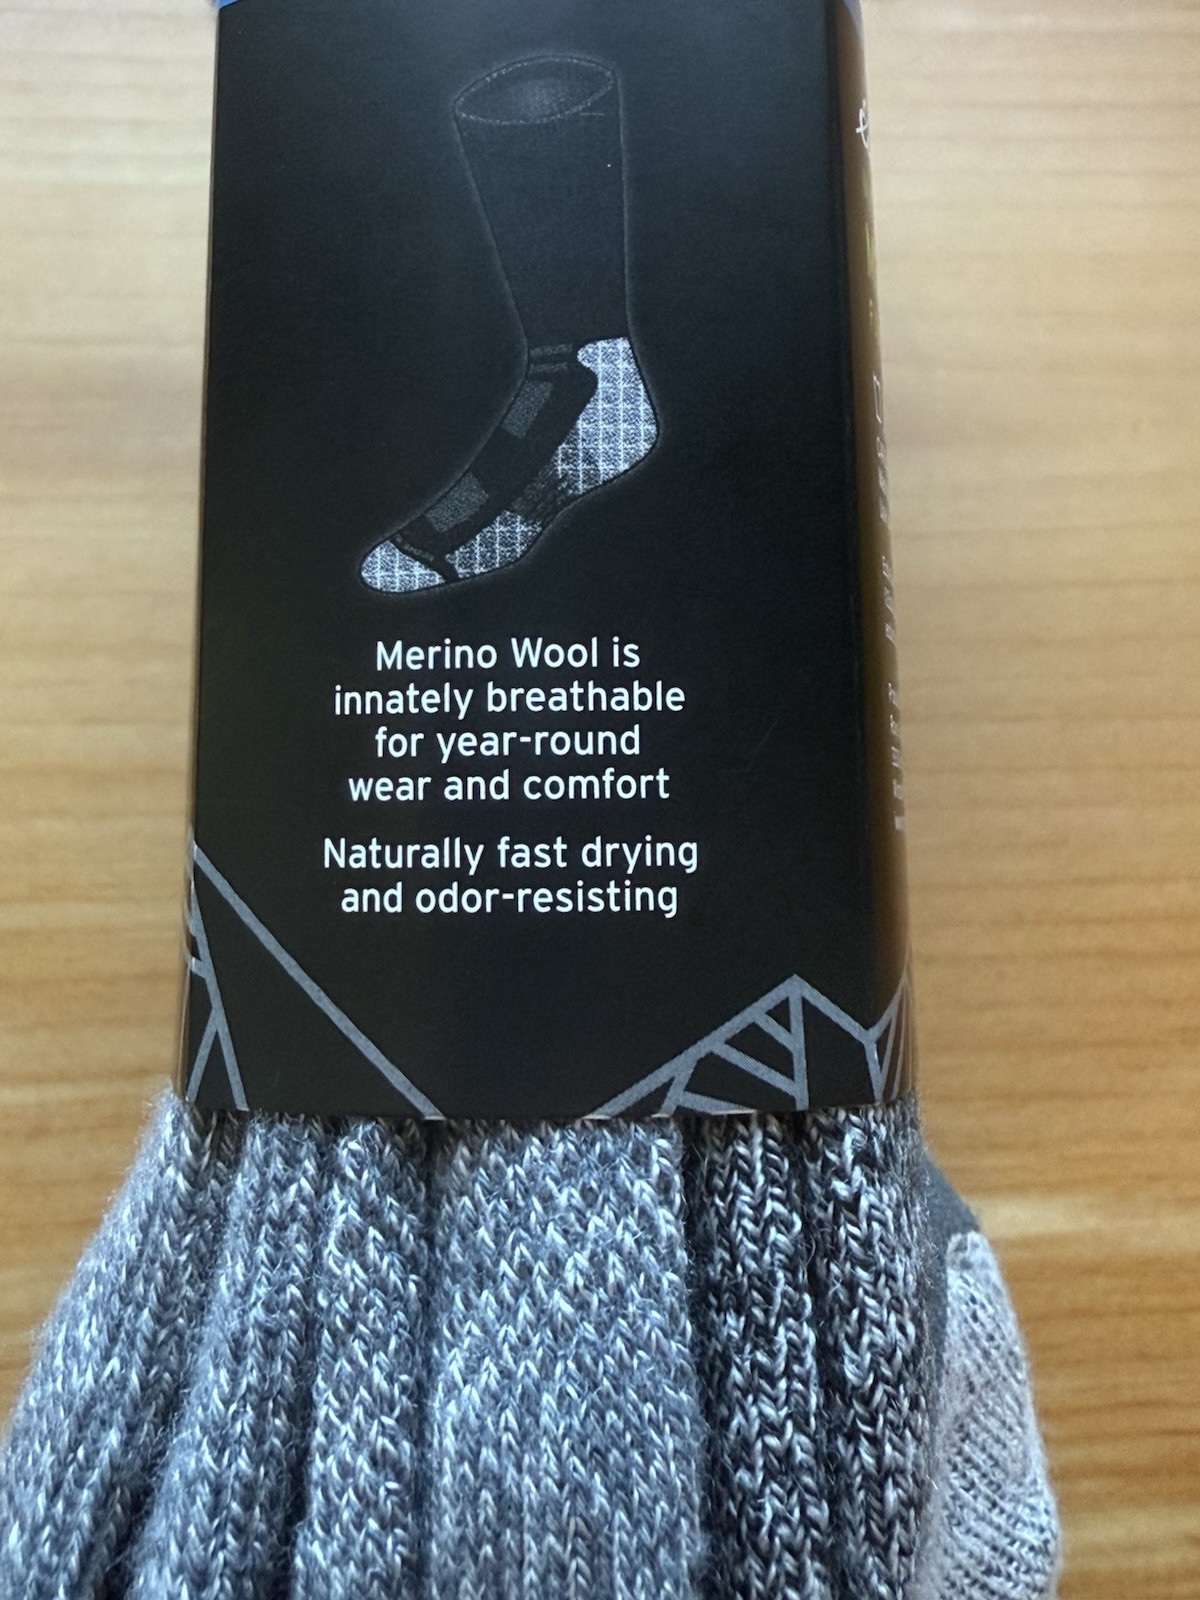 Merino Wool is
innately breathable
for year-round
wear and comfort
Naturally fast drying
and odor-resisting